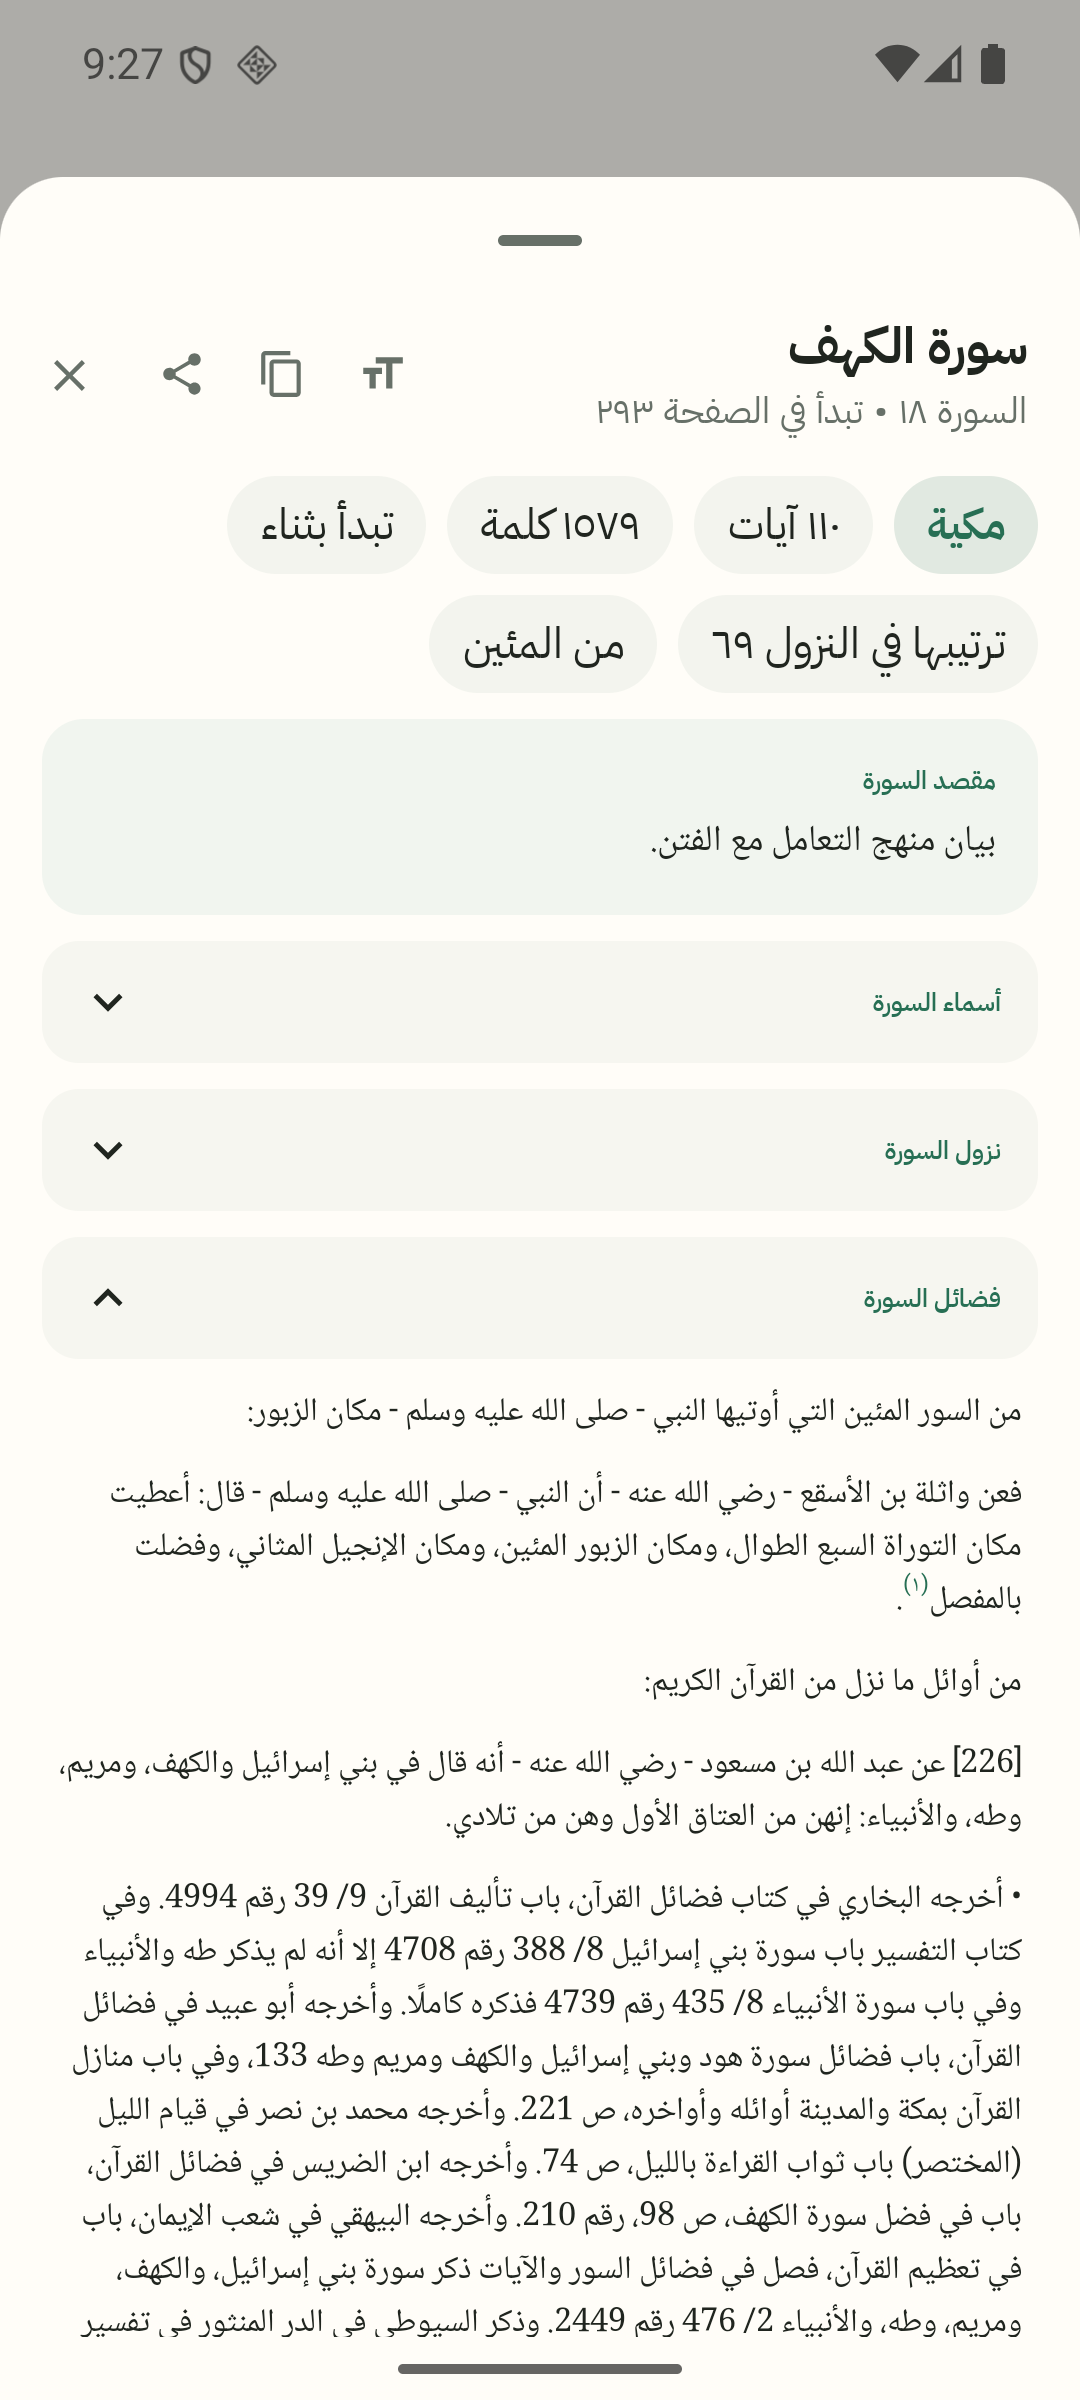 9:27
سورة الكهف
السورة ١٨ • تبدأ في الصفحة ٢٩٣
مكية
١١٠ آيات
١٥٧٩ كلمة
تبدأ بثناء
ترتيبها في النزول ٦٩
من المئين
مقصد السورة
بيان منهج التعامل مع الفتن.
أسماء السورة
نزول السورة
فضائل السورة
من السور المئين التي أوتيها النبي - صلى الله عليه وسلم - مكان الزبور:
فعن واثلة بن الأسقع - رضي الله عنه - أن النبي - صلى الله عليه وسلم - قال: أعطيت
مكان التوراة السبع الطوال، ومكان الزبور المئين، ومكان الإنجيل المثاني، وفضلت
بالمفصل(١).
من أوائل ما نزل من القرآن الكريم:
[226] عن عبد الله بن مسعود - رضي الله عنه - أنه قال في بني إسرائيل والكهف، ومريم،
وطه، والأنبياء: إنهن من العتاق الأول وهن من تلادي.
• أخرجه البخاري في كتاب فضائل القرآن، باب تأليف القرآن 9/ 39 رقم 4994. وفي
كتاب التفسير باب سورة بني إسرائيل 8/ 388 رقم 4708 إلا أنه لم يذكر طه والأنبياء
وفي باب سورة الأنبياء 8/ 435 رقم 4739 فذكره كاملًا. وأخرجه أبو عبيد في فضائل
القرآن، باب فضائل سورة هود وبني إسرائيل والكهف ومريم وطه 133، وفي باب منازل
القرآن بمكة والمدينة أوائله وأواخره، ص 221. وأخرجه محمد بن نصر في قيام الليل
(المختصر) باب ثواب القراءة بالليل، ص 74. وأخرجه ابن الضريس في فضائل القرآن،
باب في فضل سورة الكهف، ص 98، رقم 210. وأخرجه البيهقي في شعب الإيمان، باب
في تعظيم القرآن، فصل في فضائل السور والآيات ذكر سورة بني إسرائيل، والكهف،
ومريم، وطه، والأنبياء 2/ 476 رقم 2449. وذكر السيوطي في الدر المنثور في تفسير